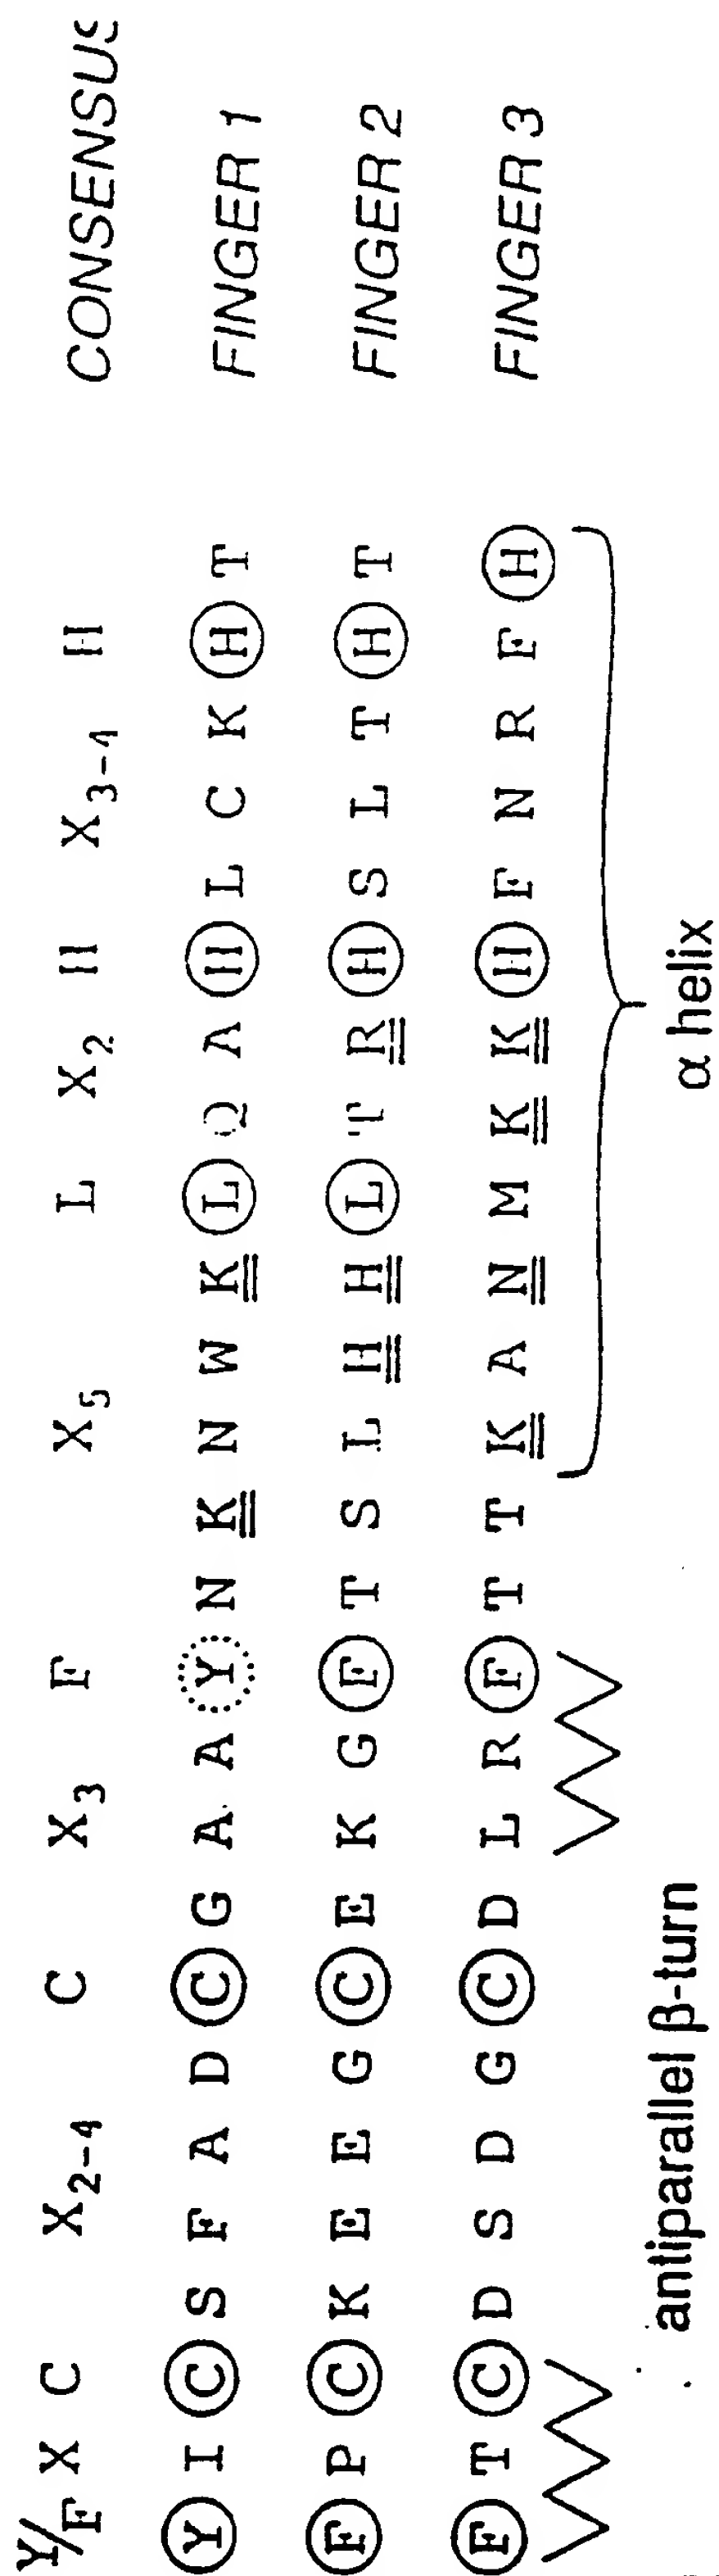 Y/F X C X2-4 C X3 F X5 L X2 H X3-4 H CONSENSUS
Y I C S F A D C G A A Y N K N W K L Q A H L C K H T FINGER 1
F P C K E E G C E K G F T S L H H L T R H S L T H T FINGER 2
F T C D S D G C D L R F T T K A N M K K H F N R F H FINGER 3
antiparallel β-turn α helix